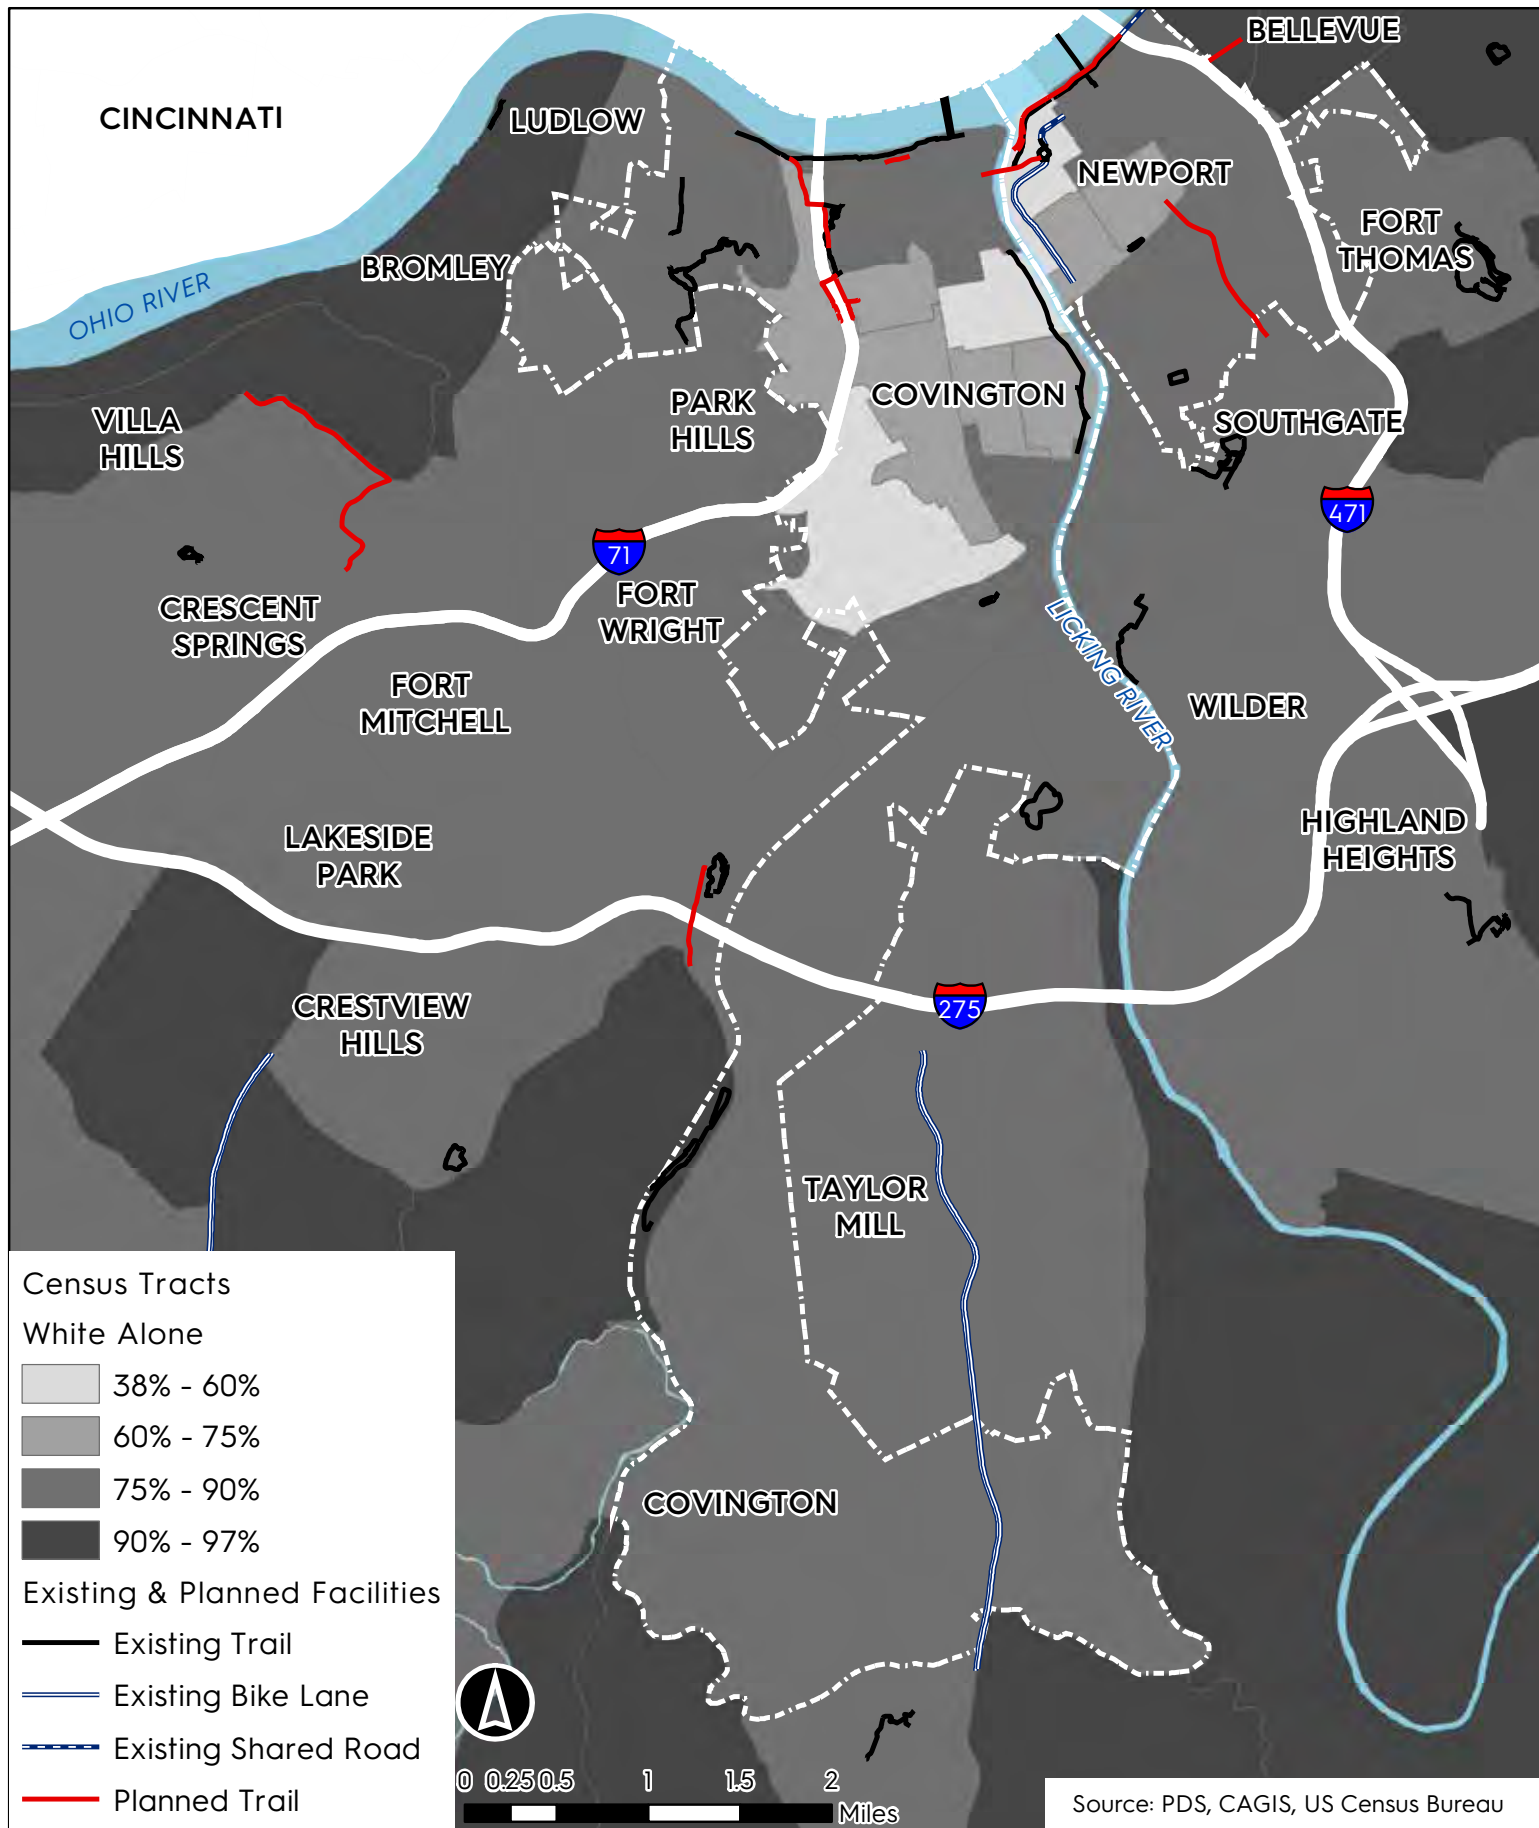 BELLEVUE
CINCINNATI
LUDLOW
NEWPORT
FORT
THOMAS
BROMLEY
OHIO RIVER
PARK
HILLS
COVINGTON
VILLA
HILLS
SOUTHGATE
471
71
CRESCENT
SPRINGS
FORT
WRIGHT
LICKING RIVER
FORT
MITCHELL
WILDER
LAKESIDE
PARK
HIGHLAND
HEIGHTS
CRESTVIEW
HILLS
275
TAYLOR
MILL
COVINGTON
Census Tracts
White Alone
38% - 60%
60% - 75%
75% - 90%
90% - 97%
Existing & Planned Facilities
Existing Trail
Existing Bike Lane
Existing Shared Road
Planned Trail
0 0.25 0.5 1 1.5 2
Miles
Source: PDS, CAGIS, US Census Bureau